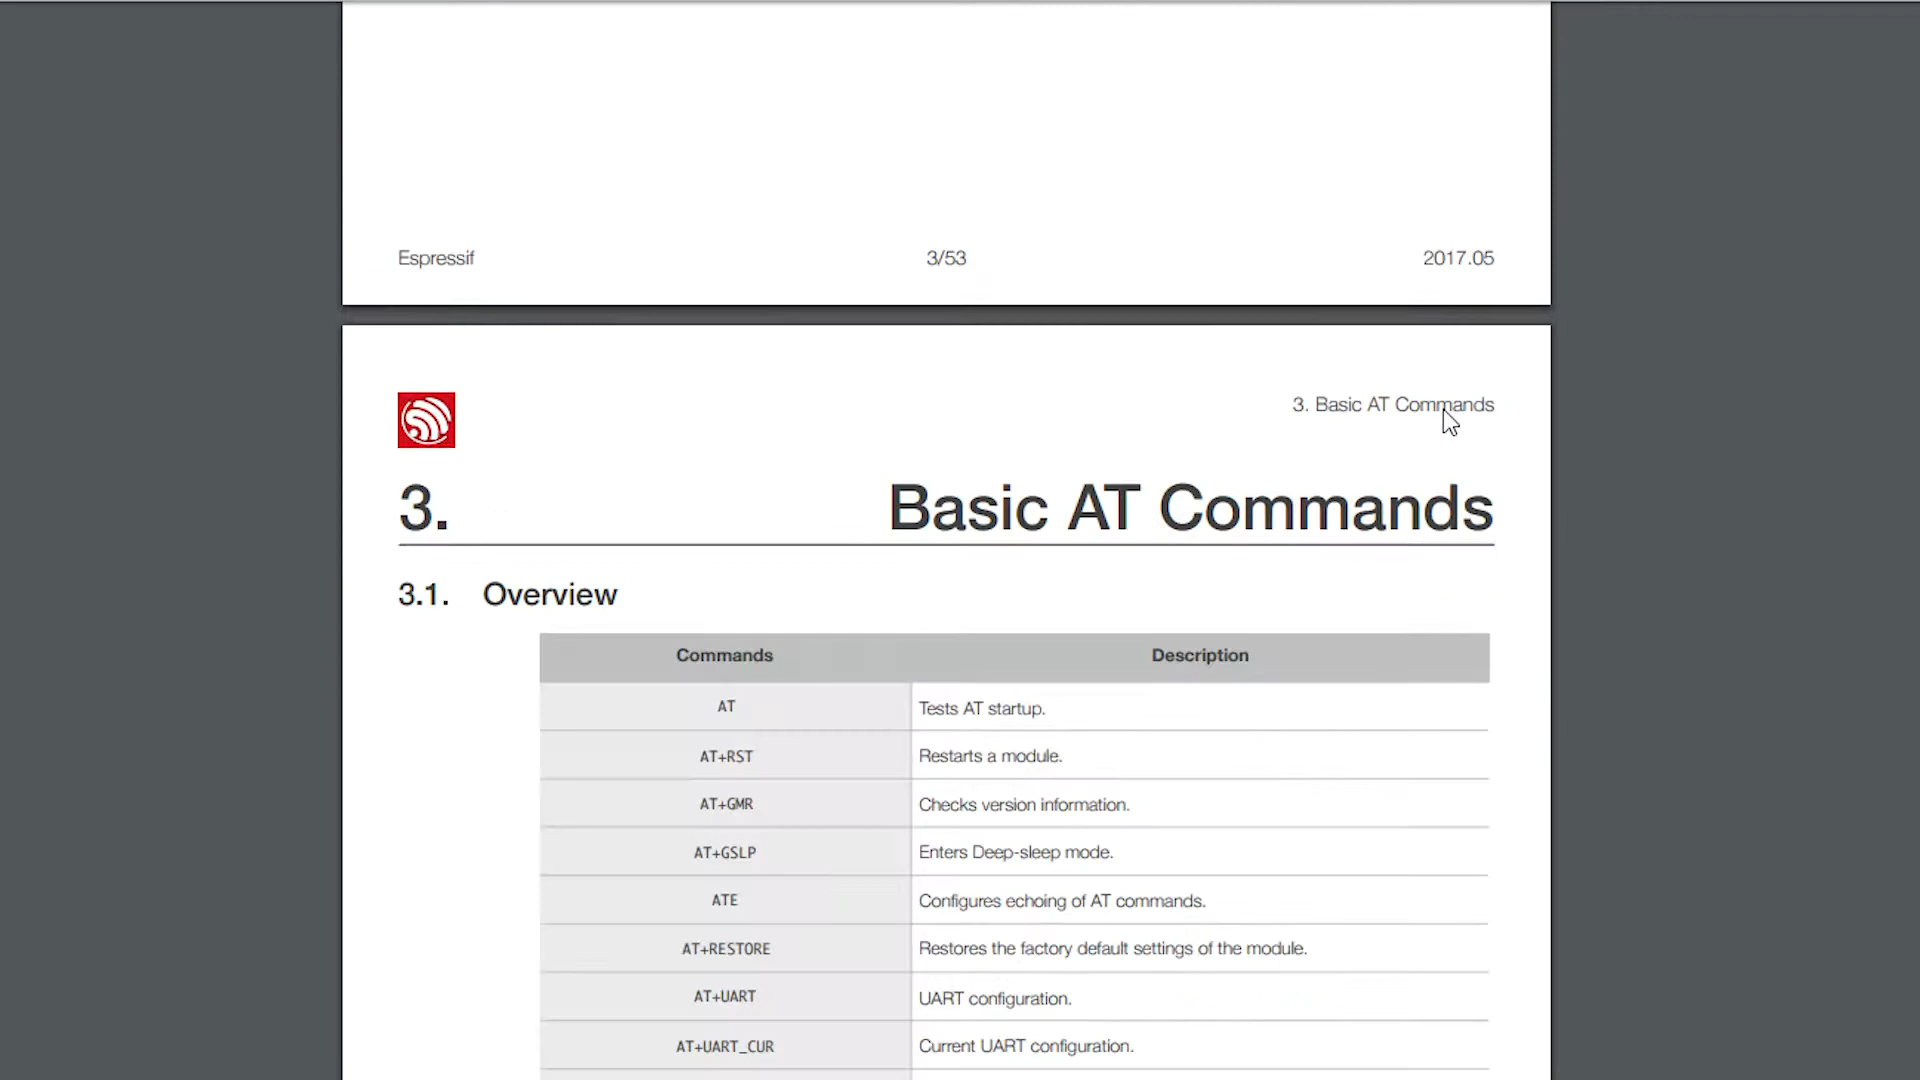 Espressif 3/53 2017.05
3. Basic AT Commands
3. Basic AT Commands
3.1. Overview
Commands Description
AT Tests AT startup.
AT+RST Restarts a module.
AT+GMR Checks version information.
AT+GSLP Enters Deep-sleep mode.
ATE Configures echoing of AT commands.
AT+RESTORE Restores the factory default settings of the module.
AT+UART UART configuration.
AT+UART_CUR Current UART configuration.